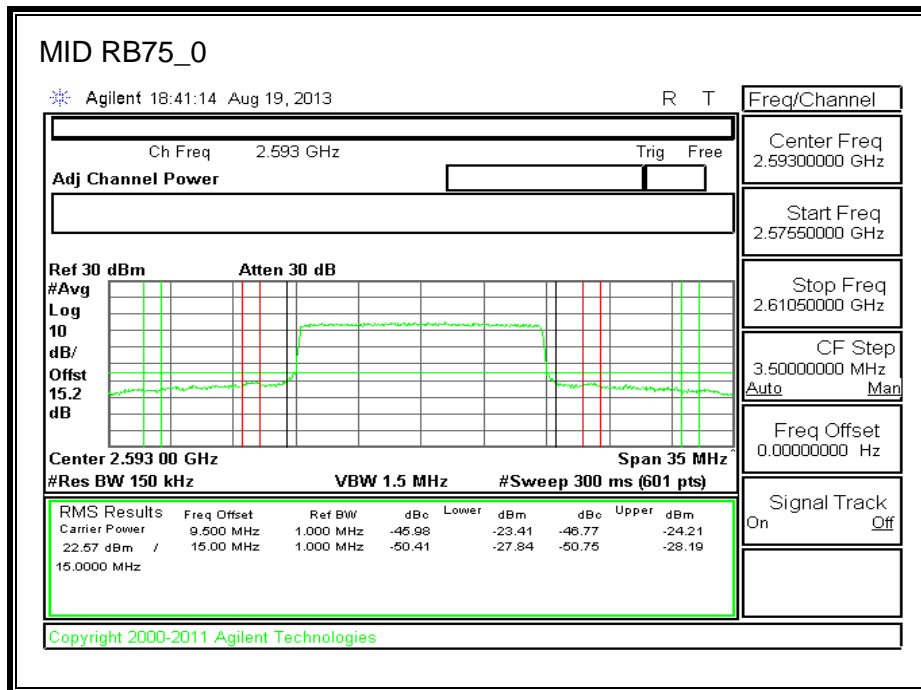 MID RB75_0
Agilent 18:41:14 Aug 19, 2013 R T
Freq/Channel
Ch Freq 2.593 GHz Trig Free
Adj Channel Power
Center Freq
2.59300000 GHz
Start Freq
2.57550000 GHz
Stop Freq
2.61050000 GHz
CF Step
3.50000000 MHz
Auto Man
Freq Offset
0.00000000 Hz
Signal Track
On Off
Ref 30 dBm Atten 30 dB
#Avg
Log
10
dB/
Offst
15.2
dB
Center 2.593 00 GHz Span 35 MHz^
#Res BW 150 kHz VBW 1.5 MHz #Sweep 300 ms (601 pts)
RMS Results Freq Offset Ref BW dBc Lower dBm dBc Upper dBm
Carrier Power 9.500 MHz 1.000 MHz -45.98 -23.41 -46.77 -24.21
22.57 dBm / 15.00 MHz 1.000 MHz -50.41 -27.84 -50.75 -28.19
15.0000 MHz
Copyright 2000-2011 Agilent Technologies